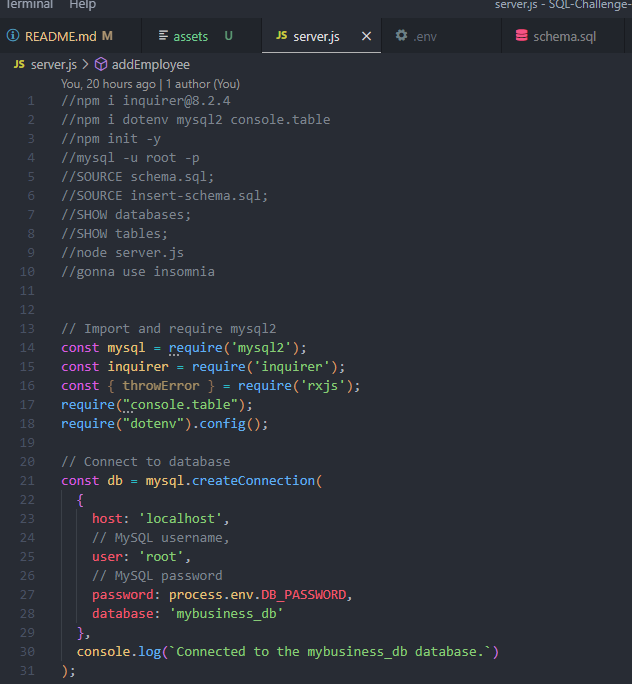 Terminal Help server.js - SQL-Challenge-
README.md M assets U JS server.js .env schema.sql
JS server.js > addEmployee
You, 20 hours ago | 1 author (You)
1 //npm i inquirer@8.2.4
2 //npm i dotenv mysql2 console.table
3 //npm init -y
4 //mysql -u root -p
5 //SOURCE schema.sql;
6 //SOURCE insert-schema.sql;
7 //SHOW databases;
8 //SHOW tables;
9 //node server.js
10 //gonna use insomnia
11
12
13 // Import and require mysql2
14 const mysql = require('mysql2');
15 const inquirer = require('inquirer');
16 const { throwError } = require('rxjs');
17 require("console.table");
18 require("dotenv").config();
19
20 // Connect to database
21 const db = mysql.createConnection(
22 {
23 host: 'localhost',
24 // MySQL username,
25 user: 'root',
26 // MySQL password
27 password: process.env.DB_PASSWORD,
28 database: 'mybusiness_db'
29 },
30 console.log(`Connected to the mybusiness_db database.`)
31 );